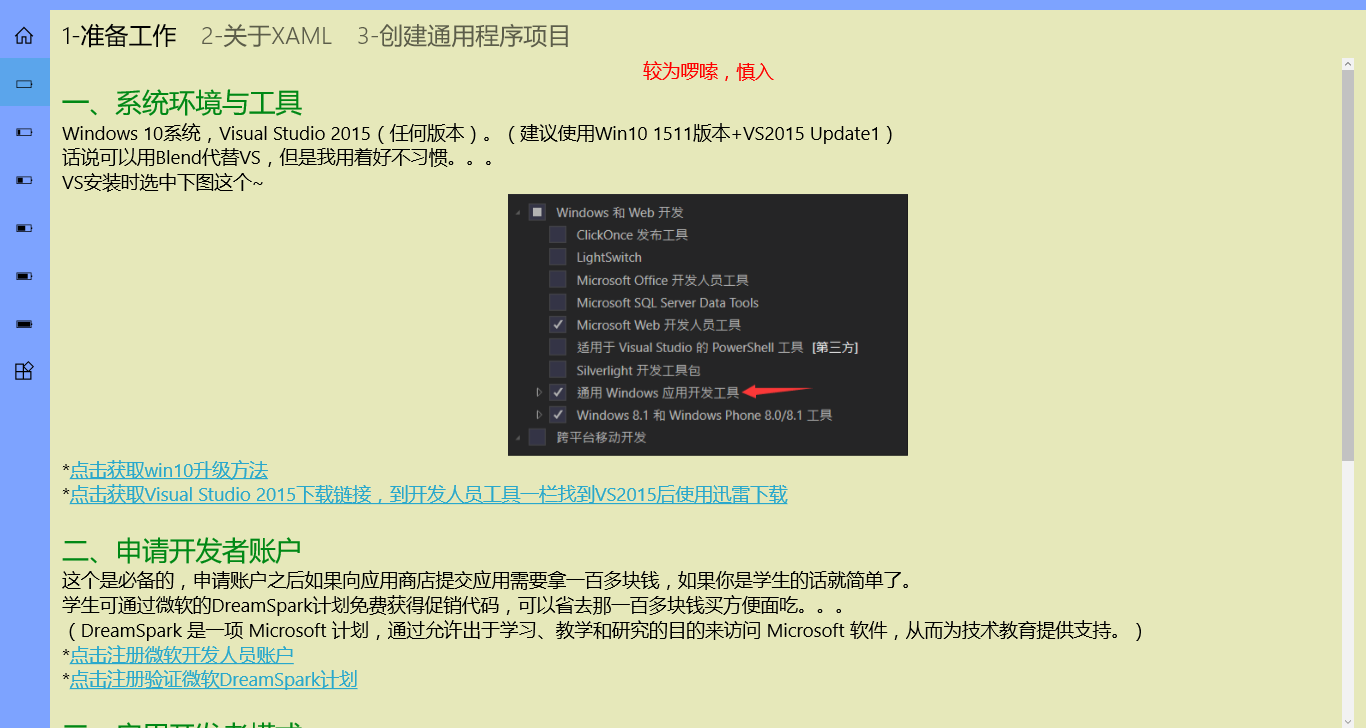 1-准备工作 2-关于XAML 3-创建通用程序项目
较为啰嗦，慎入
一、系统环境与工具
Windows 10系统，Visual Studio 2015（任何版本）。（建议使用Win10 1511版本+VS2015 Update1）
话说可以用Blend代替VS，但是我用着好不习惯。。。
VS安装时选中下图这个~
Windows 和 Web 开发
ClickOnce 发布工具
LightSwitch
Microsoft Office 开发人员工具
Microsoft SQL Server Data Tools
Microsoft Web 开发人员工具
适用于 Visual Studio 的 PowerShell 工具 [第三方]
Silverlight 开发工具包
通用 Windows 应用开发工具
Windows 8.1 和 Windows Phone 8.0/8.1 工具
跨平台移动开发
*点击获取win10升级方法
*点击获取Visual Studio 2015下载链接，到开发人员工具一栏找到VS2015后使用迅雷下载
二、申请开发者账户
这个是必备的，申请账户之后如果向应用商店提交应用需要拿一百多块钱，如果你是学生的话就简单了。
学生可通过微软的DreamSpark计划免费获得促销代码，可以省去那一百多块钱买方便面吃。。。
（DreamSpark 是一项 Microsoft 计划，通过允许出于学习、教学和研究的目的来访问 Microsoft 软件，从而为技术教育提供支持。）
*点击注册微软开发人员账户
*点击注册验证微软DreamSpark计划